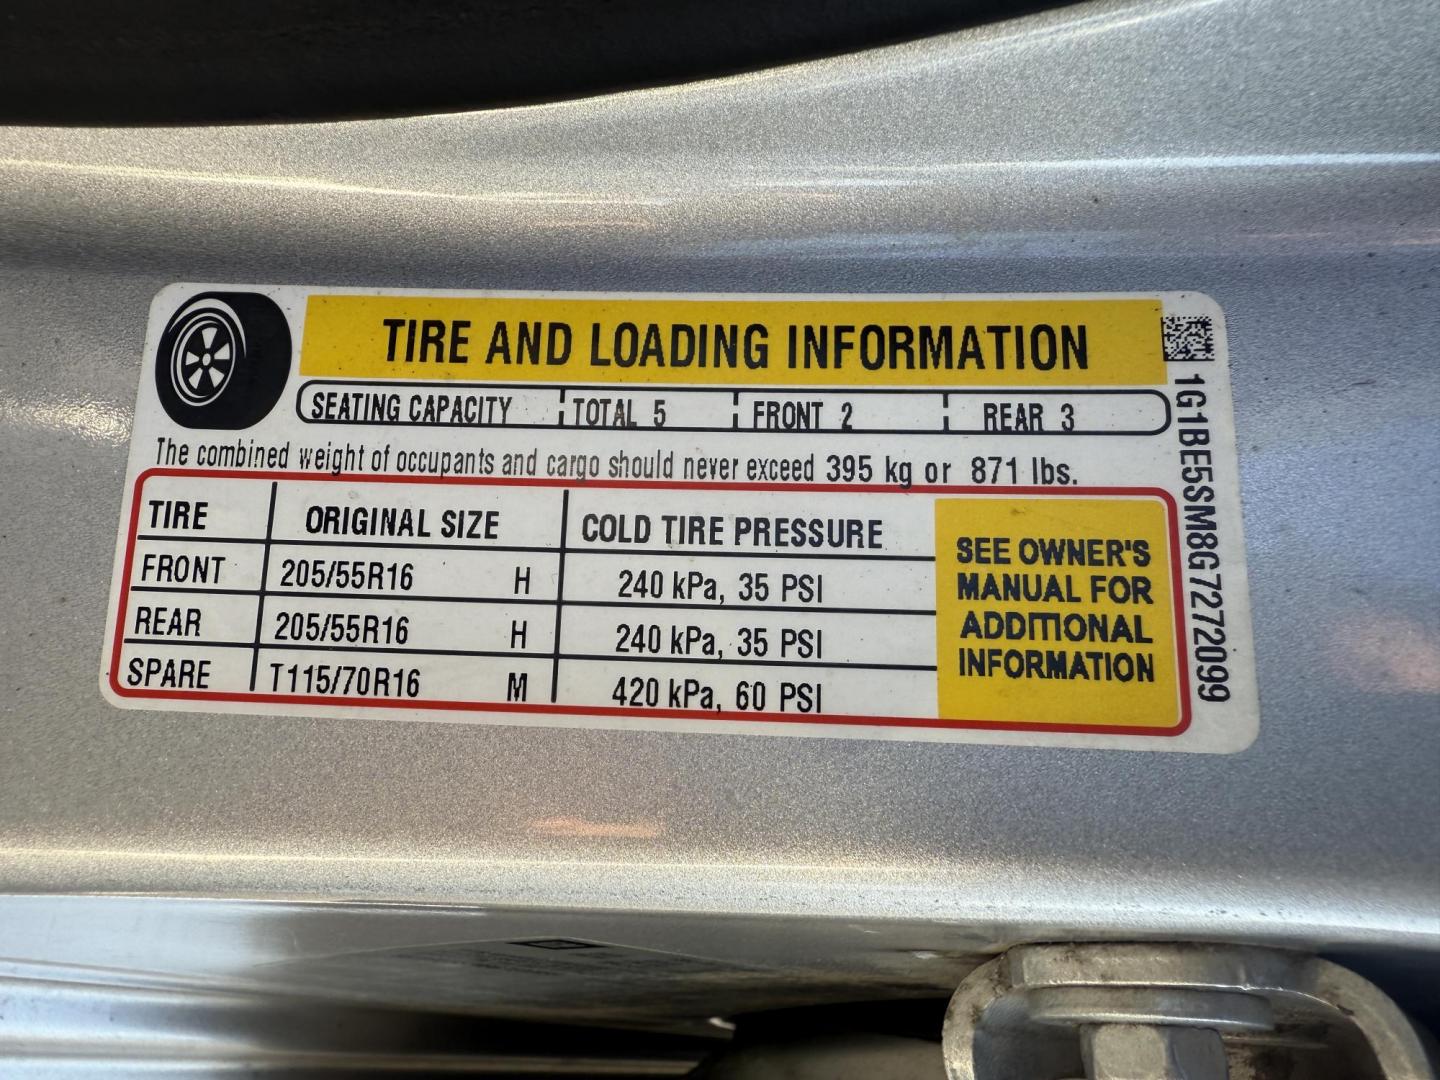 TIRE AND LOADING INFORMATION
SEATING CAPACITY TOTAL 5 FRONT 2 REAR 3
The combined weight of occupants and cargo should never exceed 395 kg or 871 lbs.
TIRE ORIGINAL SIZE COLD TIRE PRESSURE
FRONT 205/55R16 H 240 kPa, 35 PSI
REAR 205/55R16 H 240 kPa, 35 PSI
SPARE T115/70R16 M 420 kPa, 60 PSI
SEE OWNER'S
MANUAL FOR
ADDITIONAL
INFORMATION
1G1BE5SM8G7272099